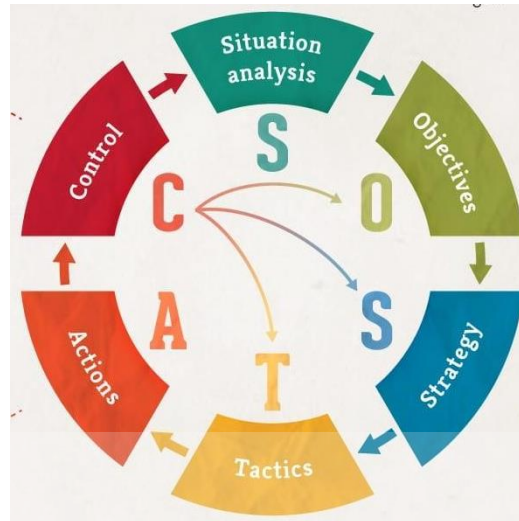 Situation
analysis
Objectives
Strategy
Tactics
Actions
Control
S
O
S
T
A
C